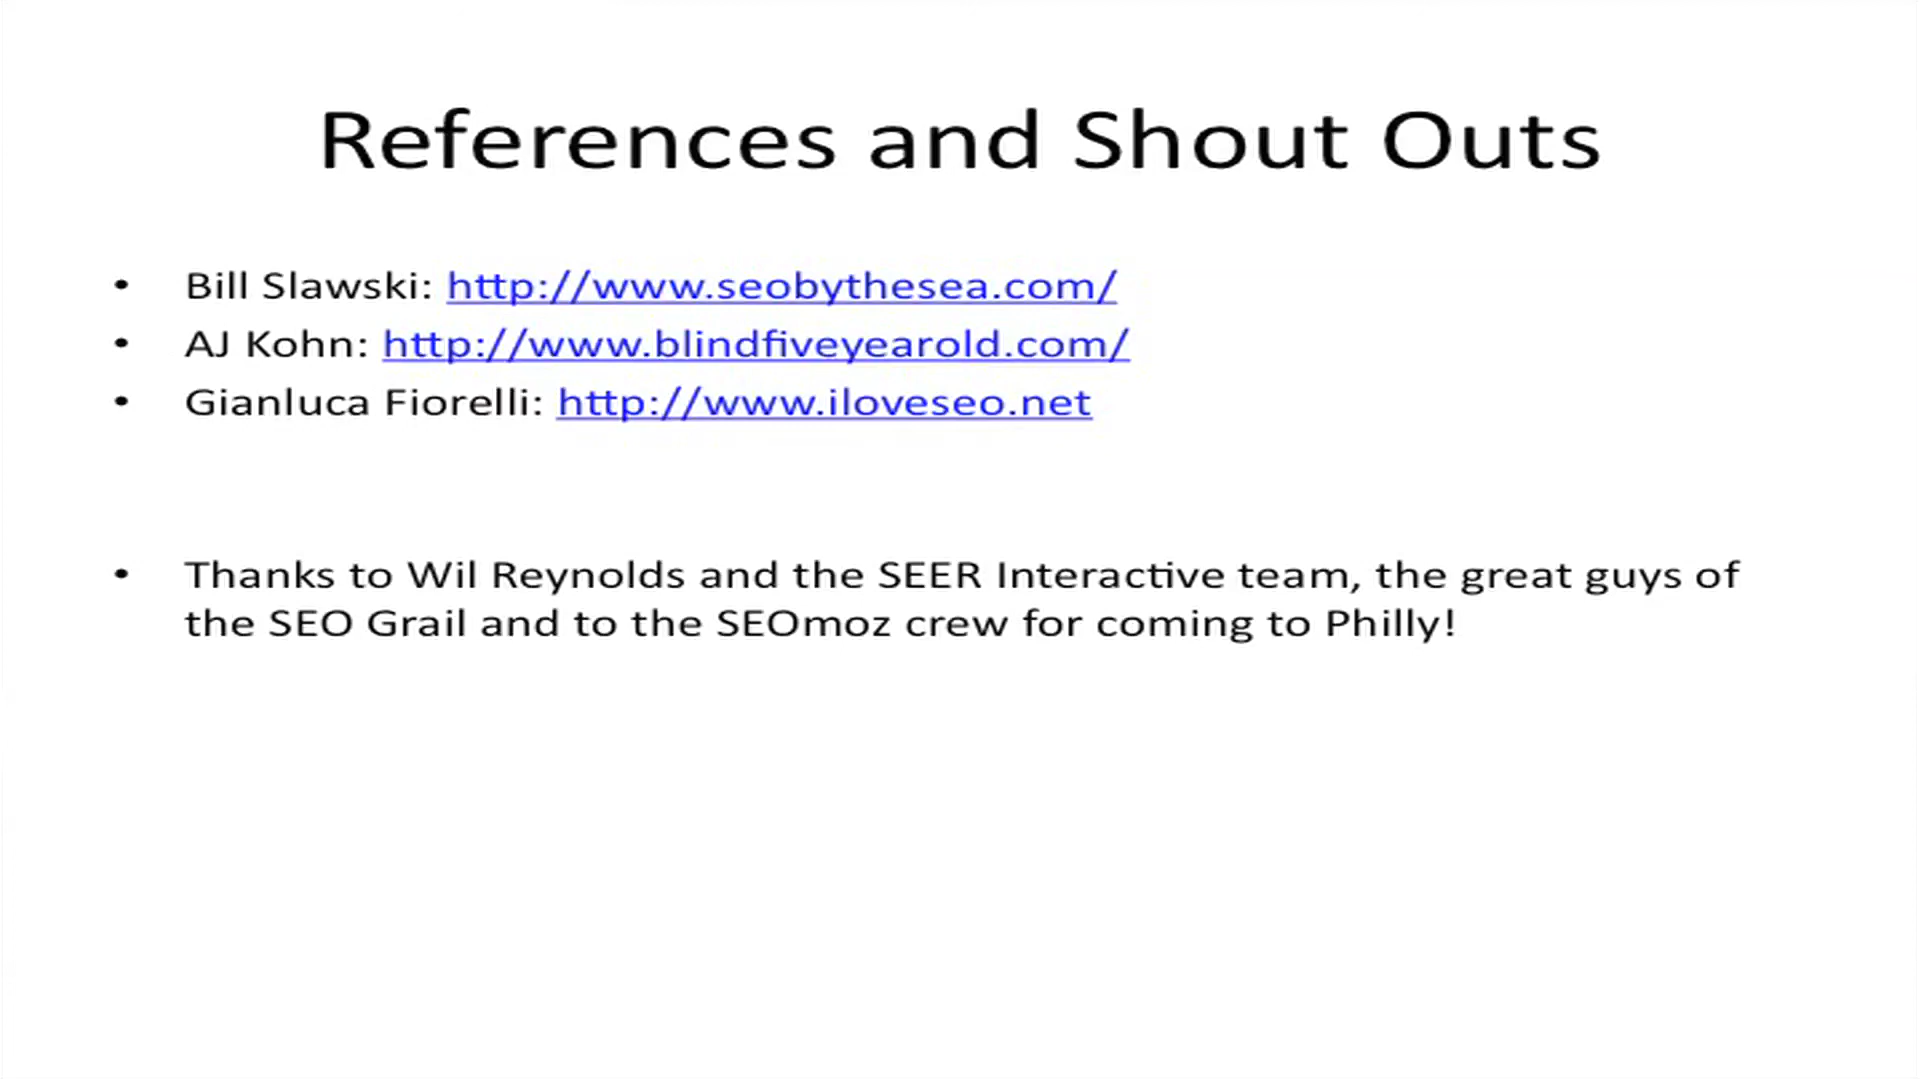 References and Shout Outs
• Bill Slawski: http://www.seobythesea.com/
• AJ Kohn: http://www.blindfiveyearold.com/
• Gianluca Fiorelli: http://www.iloveseo.net
• Thanks to Wil Reynolds and the SEER Interactive team, the great guys of
the SEO Grail and to the SEOmoz crew for coming to Philly!